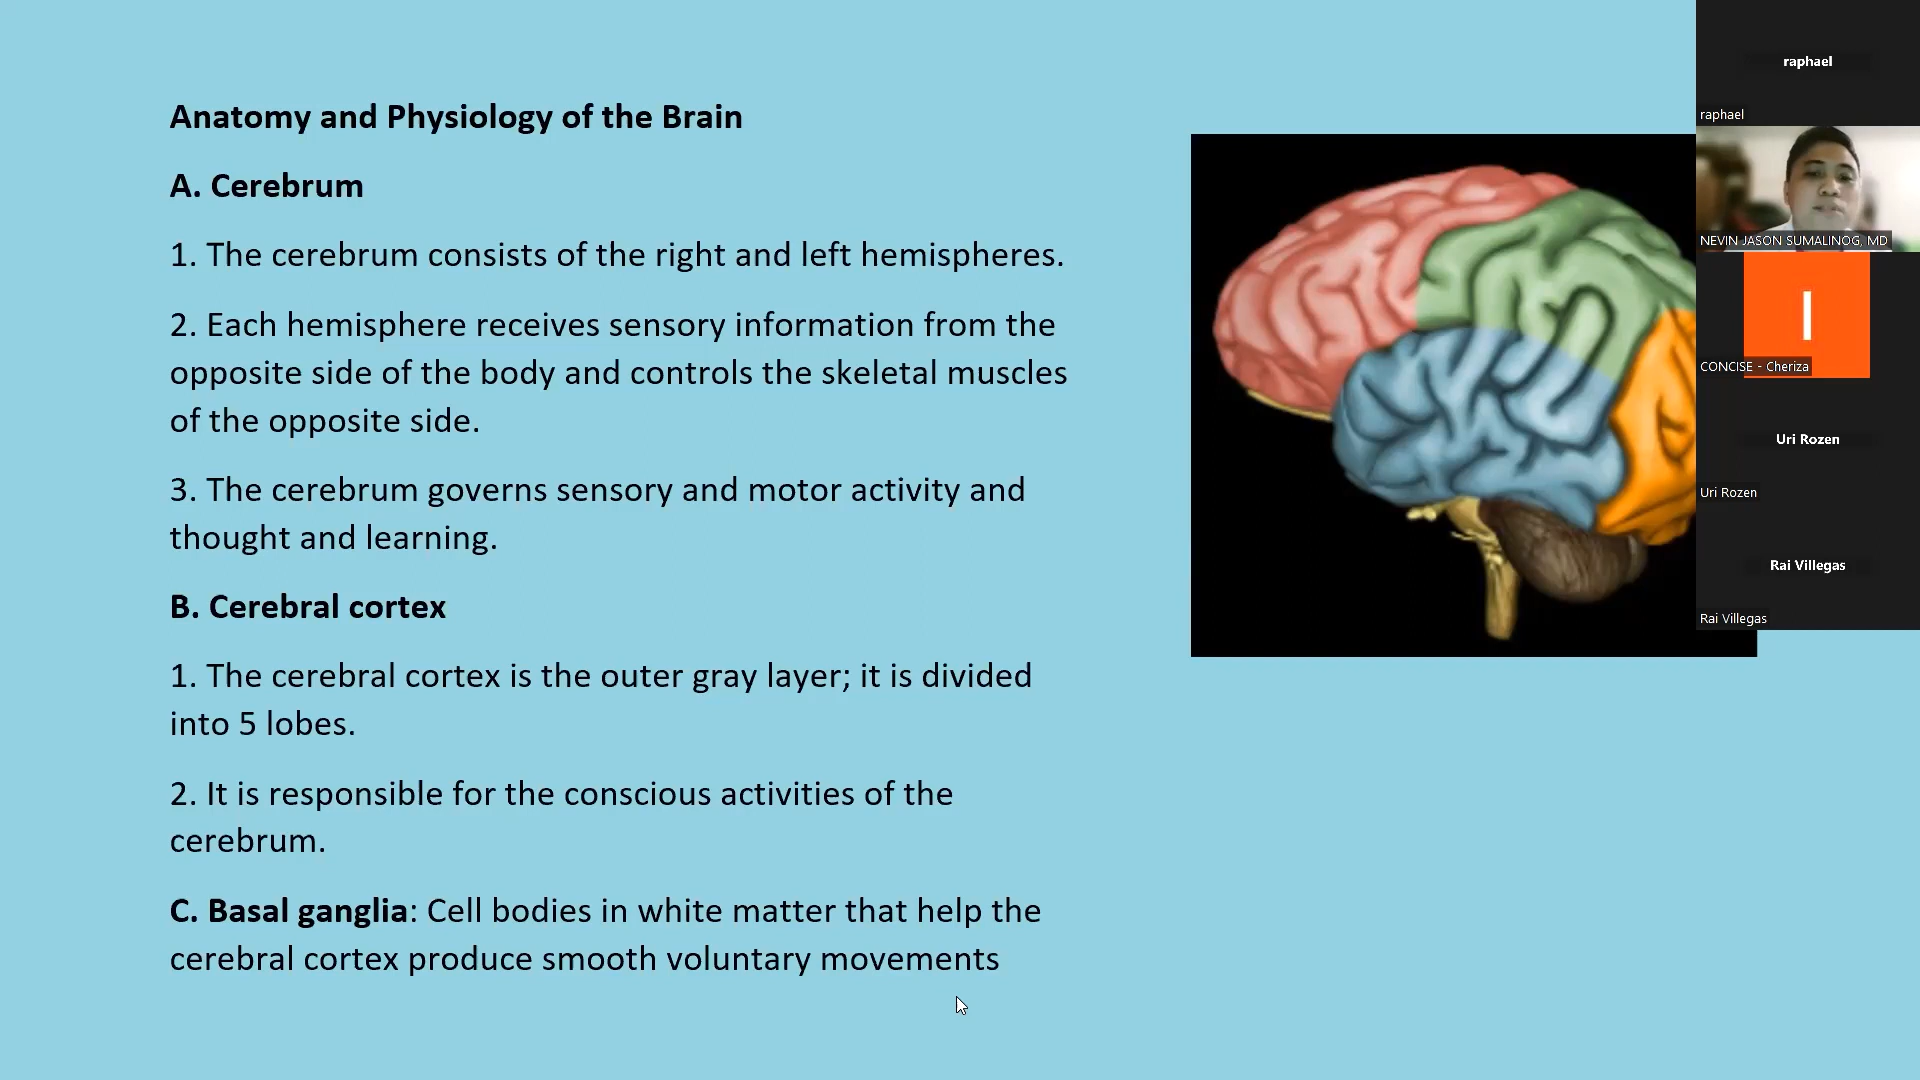 Anatomy and Physiology of the Brain
A. Cerebrum
1. The cerebrum consists of the right and left hemispheres.
2. Each hemisphere receives sensory information from the
opposite side of the body and controls the skeletal muscles
of the opposite side.
3. The cerebrum governs sensory and motor activity and
thought and learning.
B. Cerebral cortex
1. The cerebral cortex is the outer gray layer; it is divided
into 5 lobes.
2. It is responsible for the conscious activities of the
cerebrum.
C. Basal ganglia: Cell bodies in white matter that help the
cerebral cortex produce smooth voluntary movements
raphael
raphael
NEVIN JASON SUMALINOG, MD
I
CONCISE - Cheriza
Uri Rozen
Uri Rozen
Rai Villegas
Rai Villegas